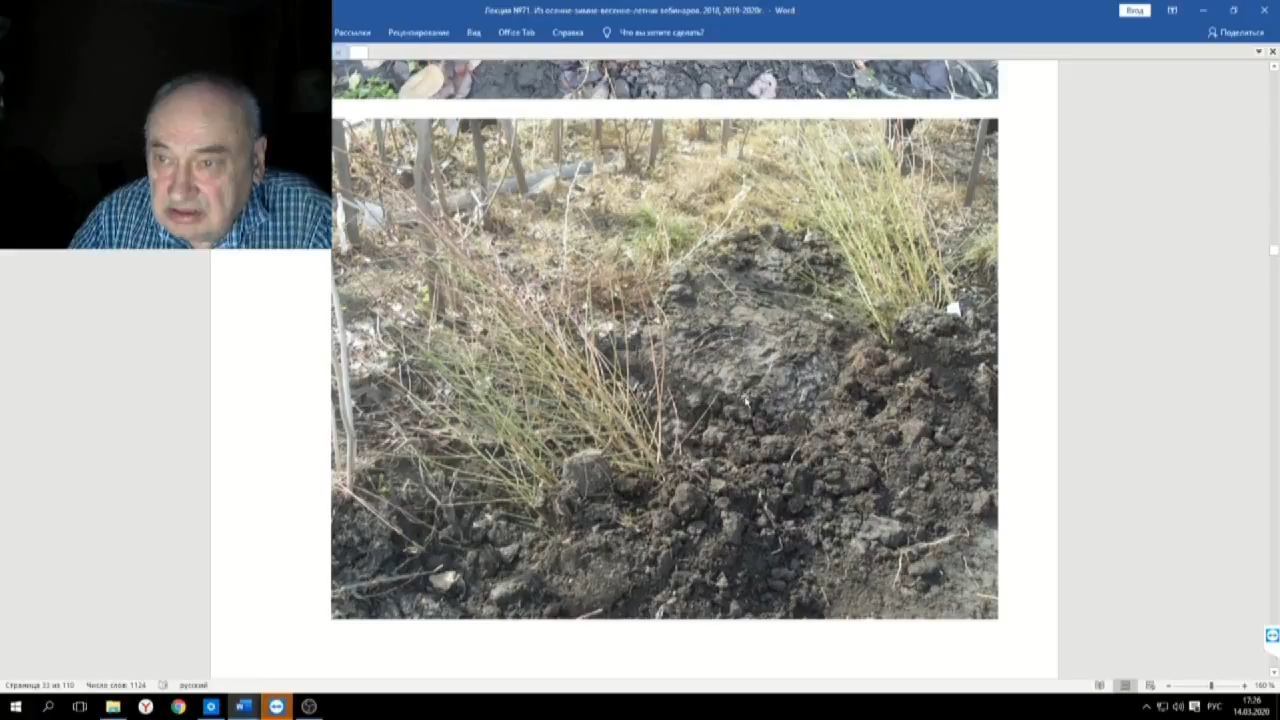 Лекция №71. Из осенне-зимне-весенне-летних вебинаров. 2018, 2019-2020г. - Word
Вход
Рассылки Рецензирование Вид Office Tab Справка Что вы хотите сделать? Поделиться
Страница 33 из 110 Число слов: 1124 русский 160 %
РУС 17:26
14.03.2020